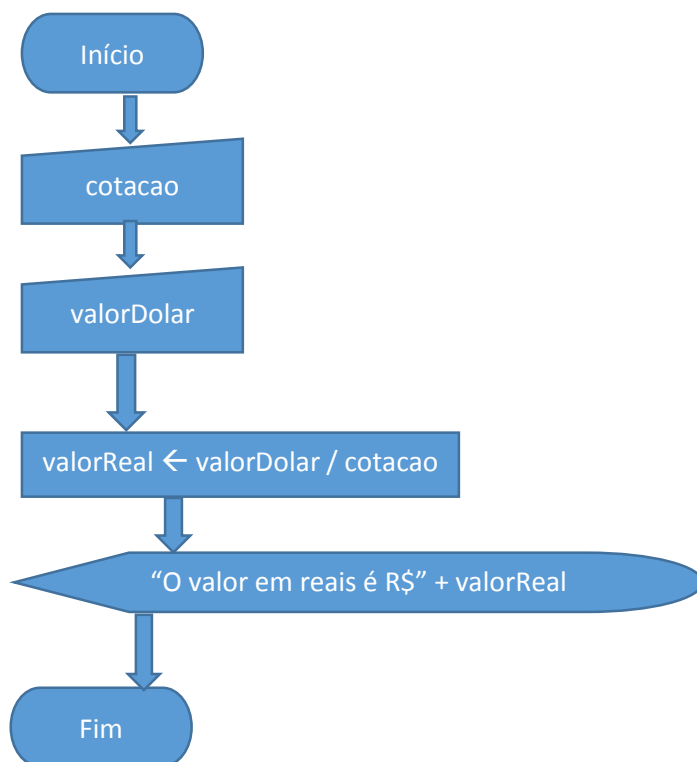 Início
cotacao
valorDolar
valorReal ← valorDolar / cotacao
“O valor em reais é R$” + valorReal
Fim